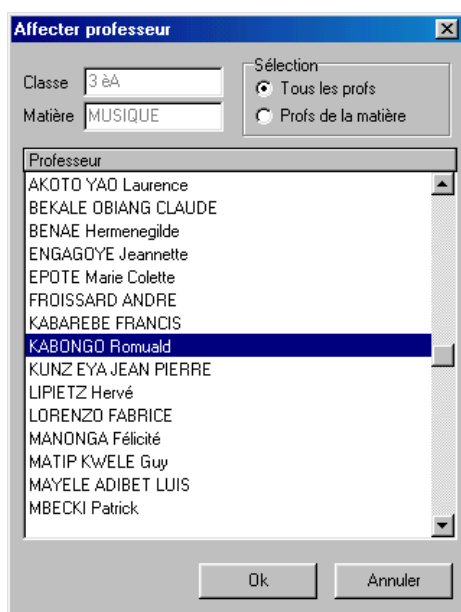 Affecter professeur
Classe 3 èA
Matière MUSIQUE
Sélection
Tous les profs
Profs de la matière
Professeur
AKOTO YAO Laurence
BEKALE OBIANG CLAUDE
BENAE Hermenegilde
ENGAGOYE Jeannette
EPOTE Marie Colette
FROISSARD ANDRE
KABAREBE FRANCIS
KABONGO Romuald
KUNZ EYA JEAN PIERRE
LIPIETZ Hervé
LORENZO FABRICE
MANONGA Félicité
MATIP KWELE Guy
MAYELE ADIBET LUIS
MBECKI Patrick
Ok Annuler